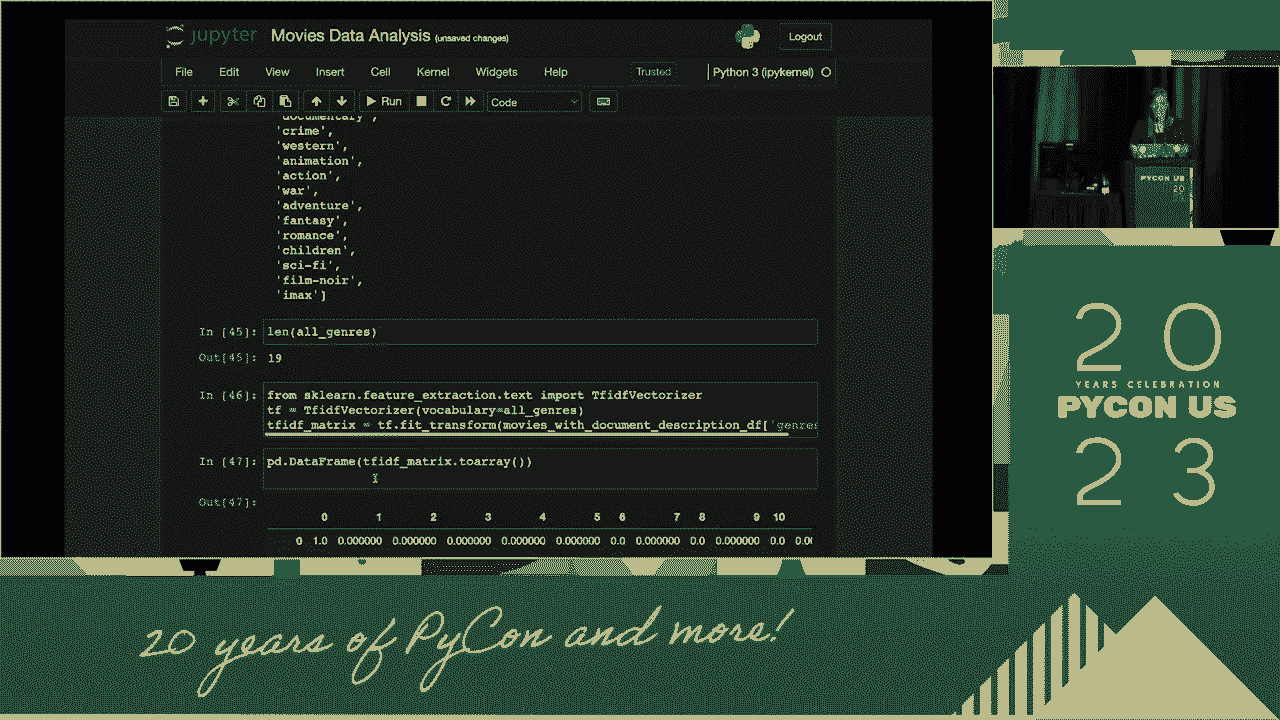 jupyter Movies Data Analysis (unsaved changes) Logout
File Edit View Insert Cell Kernel Widgets Help Trusted Python 3 (ipykernel)
Run Code
documentary',
'crime',
'western',
'animation',
'action',
'war',
'adventure',
'fantasy',
'romance',
'children',
'sci-fi',
'film-noir',
'imax']
In [45]: len(all_genres)
Out[45]: 19
In [46]: from sklearn.feature_extraction.text import TfidfVectorizer
tf = TfidfVectorizer(vocabulary=all_genres)
tfidf_matrix = tf.fit_transform(movies_with_document_description_df['genres
In [47]: pd.DataFrame(tfidf_matrix.toarray())
Out[47]:
0 1 2 3 4 5 6 7 8 9 10
0 1.0 0.000000 0.000000 0.000000 0.000000 0.000000 0.0 0.000000 0.0 0.000000 0.0 0.0
PYCON US
20
23
20
YEARS CELEBRATION
PYCON US
23
20 years of PyCon and more!